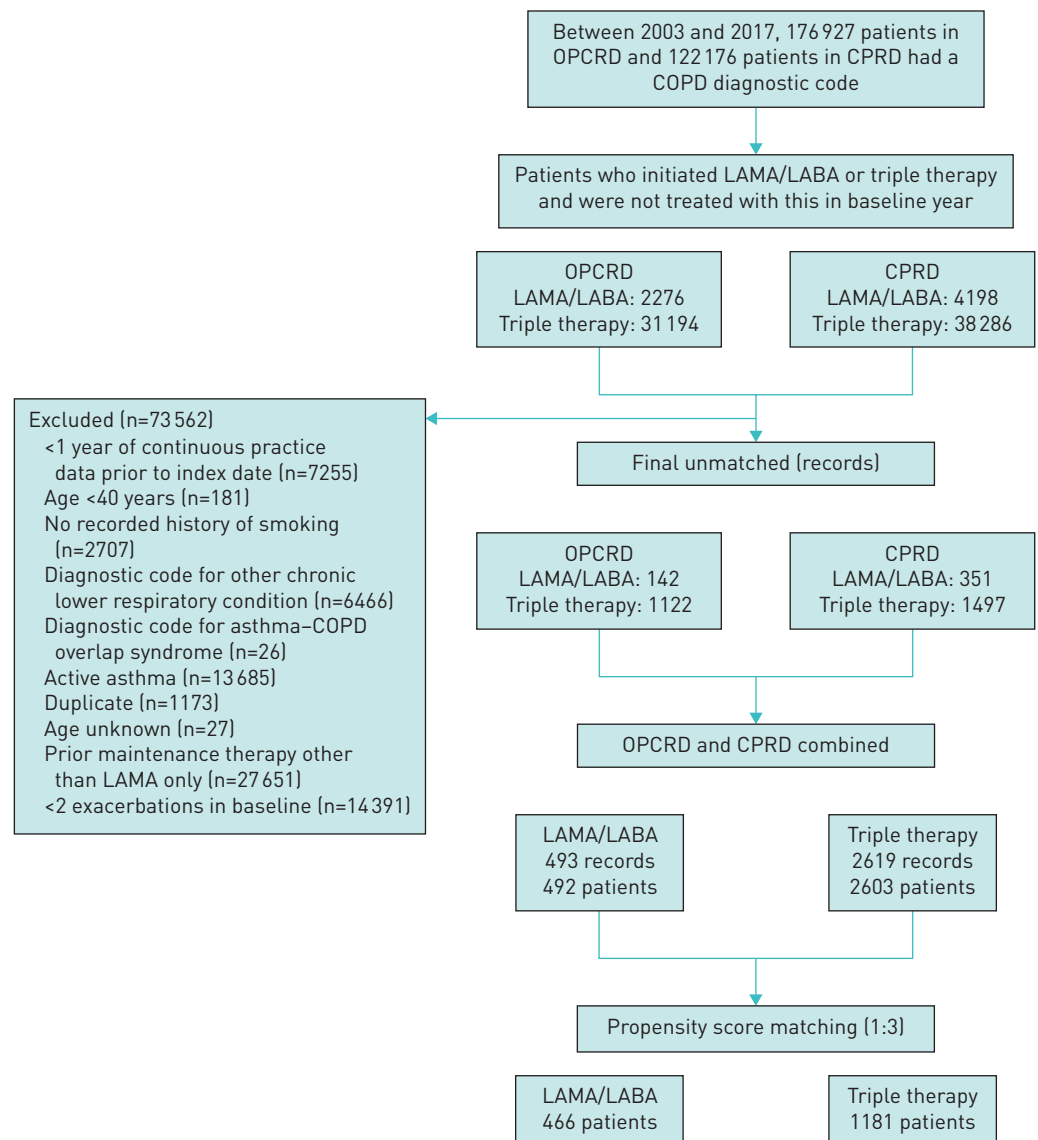 Between 2003 and 2017, 176 927 patients in
OPCRD and 122 176 patients in CPRD had a
COPD diagnostic code
Patients who initiated LAMA/LABA or triple therapy
and were not treated with this in baseline year
OPCRD
LAMA/LABA: 2276
Triple therapy: 31 194
CPRD
LAMA/LABA: 4198
Triple therapy: 38 286
Excluded (n=73 562)
<1 year of continuous practice
data prior to index date (n=7255)
Age <40 years (n=181)
No recorded history of smoking
(n=2707)
Diagnostic code for other chronic
lower respiratory condition (n=6466)
Diagnostic code for asthma–COPD
overlap syndrome (n=26)
Active asthma (n=13 685)
Duplicate (n=1173)
Age unknown (n=27)
Prior maintenance therapy other
than LAMA only (n=27 651)
<2 exacerbations in baseline (n=14 391)
Final unmatched (records)
OPCRD
LAMA/LABA: 142
Triple therapy: 1122
CPRD
LAMA/LABA: 351
Triple therapy: 1497
OPCRD and CPRD combined
LAMA/LABA
493 records
492 patients
Triple therapy
2619 records
2603 patients
Propensity score matching (1:3)
LAMA/LABA
466 patients
Triple therapy
1181 patients